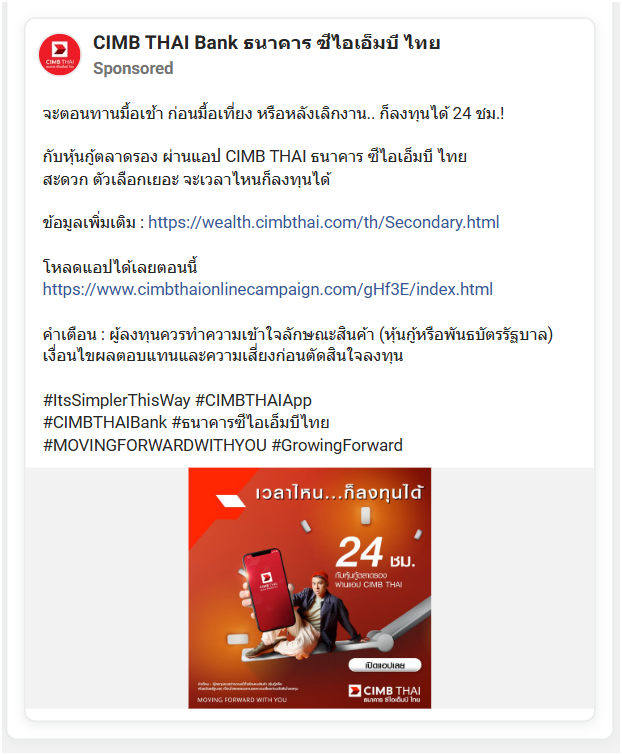 CIMB THAI Bank ธนาคาร ซีไอเอ็มบี ไทย
CIMB THAI
Sponsored
จะตอนทานมื้อเช้า ก่อนมื้อเที่ยง หรือหลังเลิกงาน.. ก็ลงทุนได้ 24 ชม.!
กับหุ้นกู้ตลาดรอง ผ่านแอป CIMB THAI ธนาคาร ซีไอเอ็มบี ไทย
สะดวก ตัวเลือกเยอะ จะเวลาไหนก็ลงทุนได้
ข้อมูลเพิ่มเติม : https://wealth.cimbthai.com/th/Secondary.html
โหลดแอปได้เลยตอนนี้
https://www.cimbthaionlinecampaign.com/gHf3E/index.html
คำเตือน : ผู้ลงทุนควรทำความเข้าใจลักษณะสินค้า (หุ้นกู้หรือพันธบัตรรัฐบาล)
เงื่อนไขผลตอบแทนและความเสี่ยงก่อนตัดสินใจลงทุน
#ItsSimplerThisWay #CIMBTHAIApp
#CIMBTHAIBank #ธนาคารซีไอเอ็มบีไทย
#MOVINGFORWARDWITHYOU #GrowingForward
เวลาไหน...ก็ลงทุนได้
24 ชม.
กับหุ้นกู้ตลาดรอง
ผ่านแอป CIMB THAI
CIMB THAI
เปิดแอปเลย
CIMB THAI
ธนาคาร ซีไอเอ็มบี ไทย
MOVING FORWARD WITH YOU